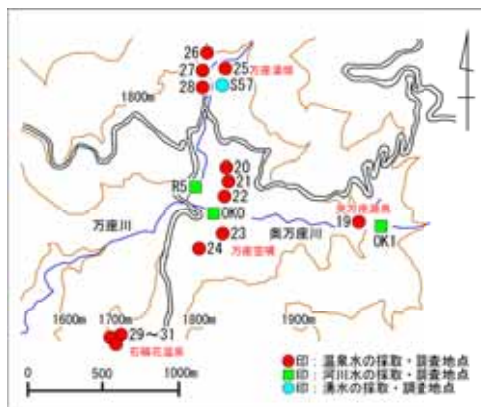 26
27
25
万座温泉
28
S57
1800m
20
21
R5
22
OK0
万座川
23
奥万座川
19
奥万座温泉
OK1
24
万座空噴
1600m
1700m
1800m
1900m
29～31
石楠花温泉
印：温泉水の採取・調査地点
印：河川水の採取・調査地点
印：湧水の採取・調査地点
0
500
1000m